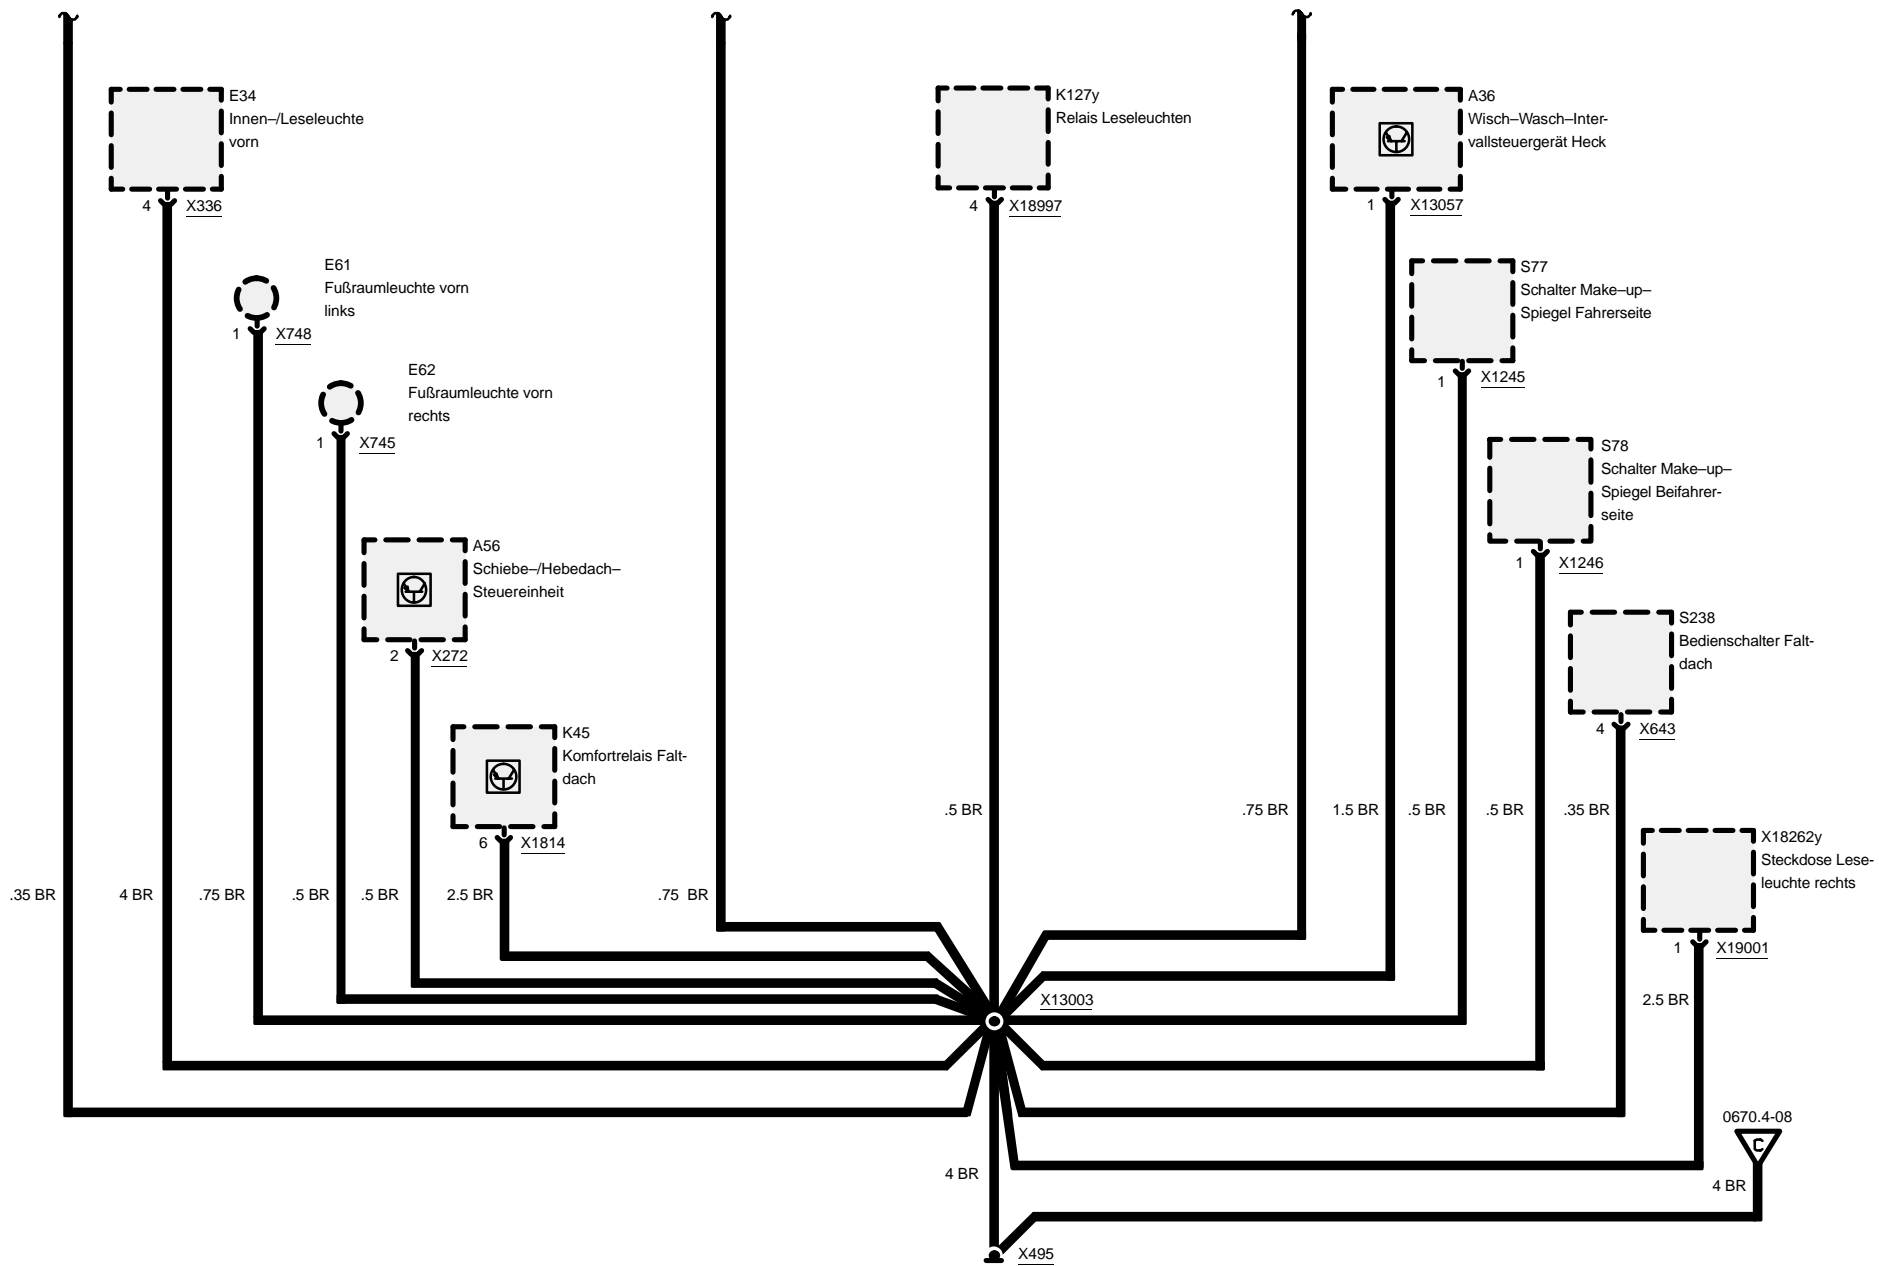 E34
Innen–/Leseleuchte
vorn
4 X336
K127y
Relais Leseleuchten
4 X18997
A36
Wisch–Wasch–Inter-
vallsteuergerät Heck
1 X13057
E61
Fußraumleuchte vorn
links
1 X748
S77
Schalter Make–up–
Spiegel Fahrerseite
1 X1245
E62
Fußraumleuchte vorn
rechts
1 X745
S78
Schalter Make–up–
Spiegel Beifahrer-
seite
1 X1246
A56
Schiebe–/Hebedach–
Steuereinheit
2 X272
S238
Bedienschalter Falt-
dach
4 X643
K45
Komfortrelais Falt-
dach
6 X1814
.5 BR
.75 BR
1.5 BR
.5 BR
.5 BR
.35 BR
X18262y
Steckdose Lese-
leuchte rechts
1 X19001
.35 BR
4 BR
.75 BR
.5 BR
.5 BR
2.5 BR
.75 BR
X13003
2.5 BR
0670.4-08
C
4 BR
4 BR
X495